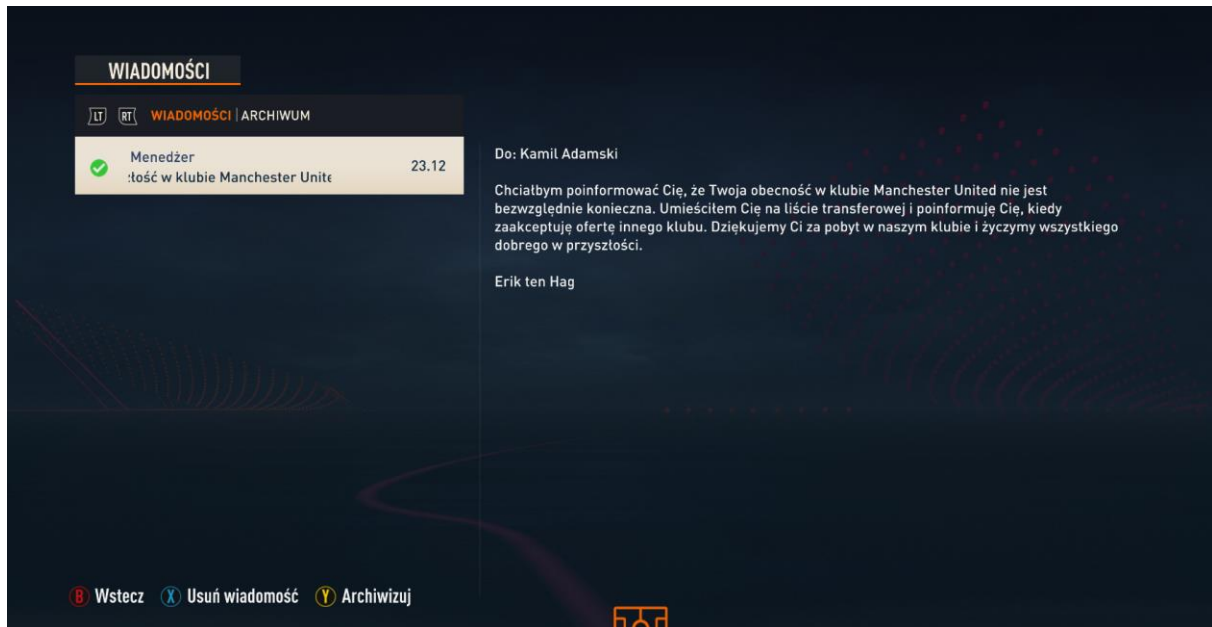 WIADOMOŚCI
LT RT WIADOMOŚCI | ARCHIWUM
Menedżer
23.12
:łość w klubie Manchester Unite
Do: Kamil Adamski
Chciałbym poinformować Cię, że Twoja obecność w klubie Manchester United nie jest
bezwzględnie konieczna. Umieściłem Cię na liście transferowej i poinformuję Cię, kiedy
zaakceptuję ofertę innego klubu. Dziękujemy Ci za pobyt w naszym klubie i życzymy wszystkiego
dobrego w przyszłości.
Erik ten Hag
B Wstecz X Usuń wiadomość Y Archiwizuj